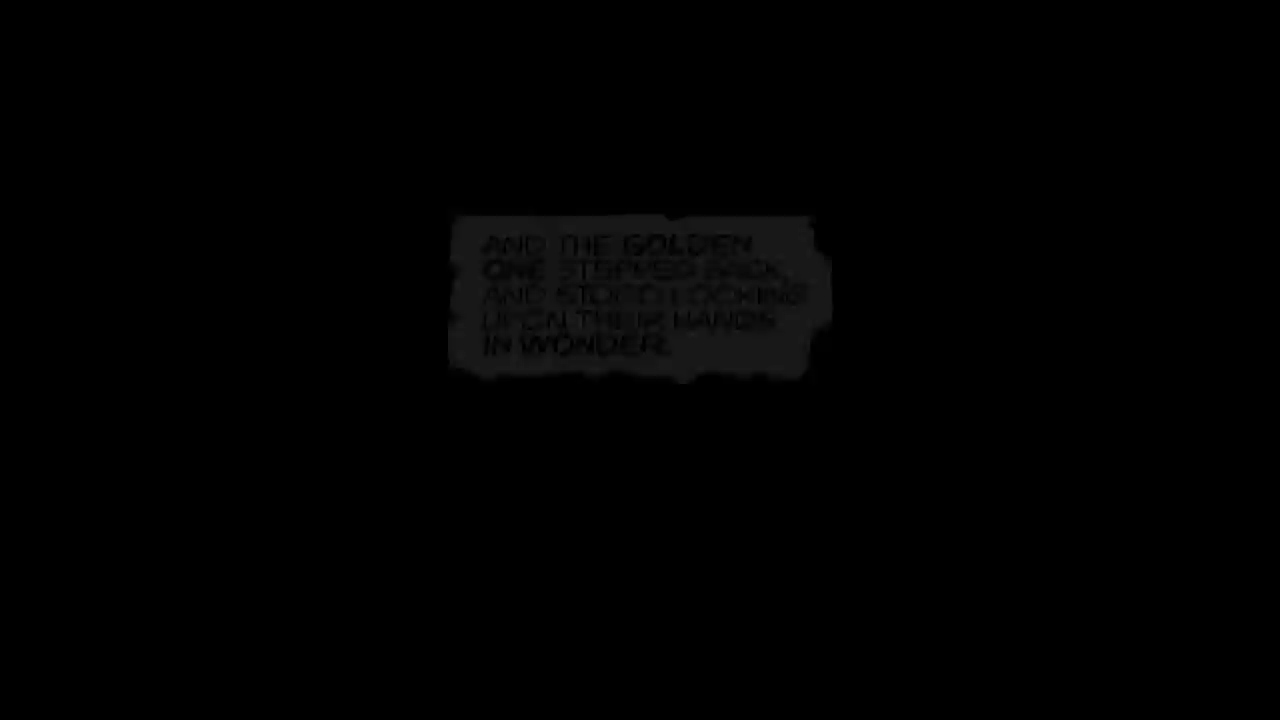 AND THE GOLDEN
ONE STEPPED BACK,
AND STOOD LOOKING
UPON THEIR HANDS
IN WONDER.